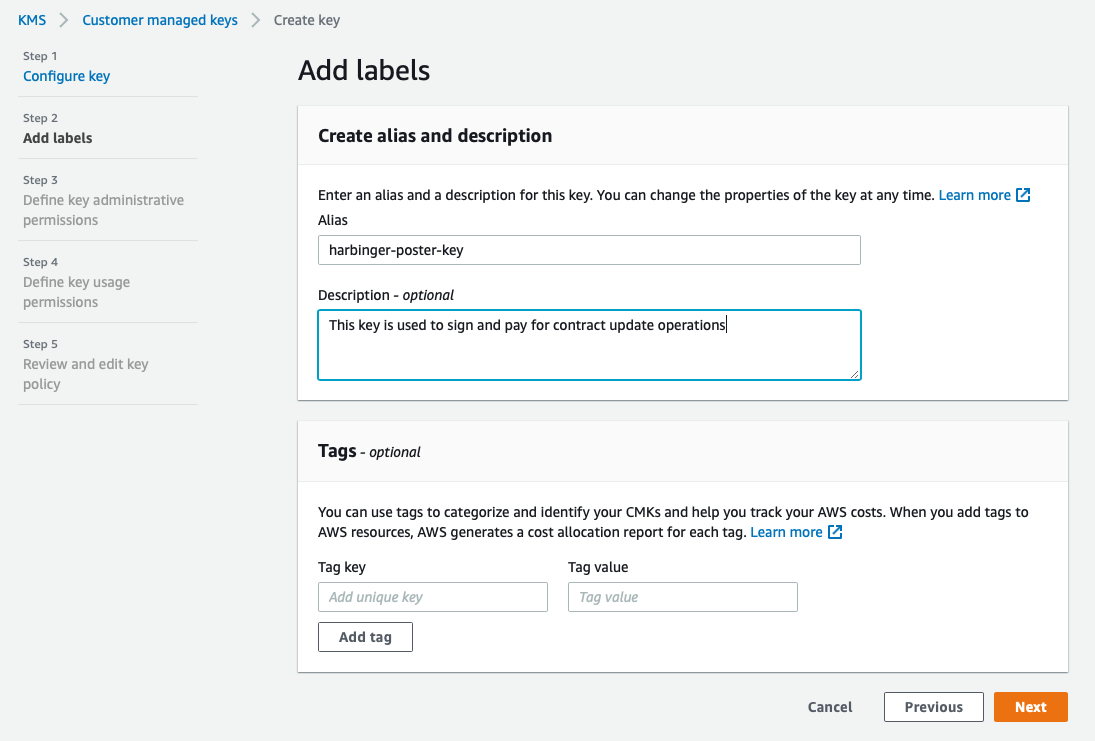 KMS > Customer managed keys > Create key
Step 1
Configure key
Step 2
Add labels
Step 3
Define key administrative
permissions
Step 4
Define key usage
permissions
Step 5
Review and edit key
policy
Add labels
Create alias and description
Enter an alias and a description for this key. You can change the properties of the key at any time. Learn more
Alias
harbinger-poster-key
Description - optional
This key is used to sign and pay for contract update operations
Tags - optional
You can use tags to categorize and identify your CMKs and help you track your AWS costs. When you add tags to
AWS resources, AWS generates a cost allocation report for each tag. Learn more
Tag key Tag value
Add unique key Tag value
Add tag
Cancel Previous Next